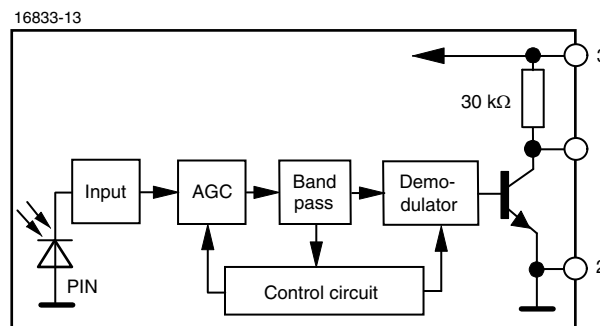 16833-13
3
30 kΩ
Input
AGC
Band
pass
Demo-
dulator
PIN
Control circuit
2